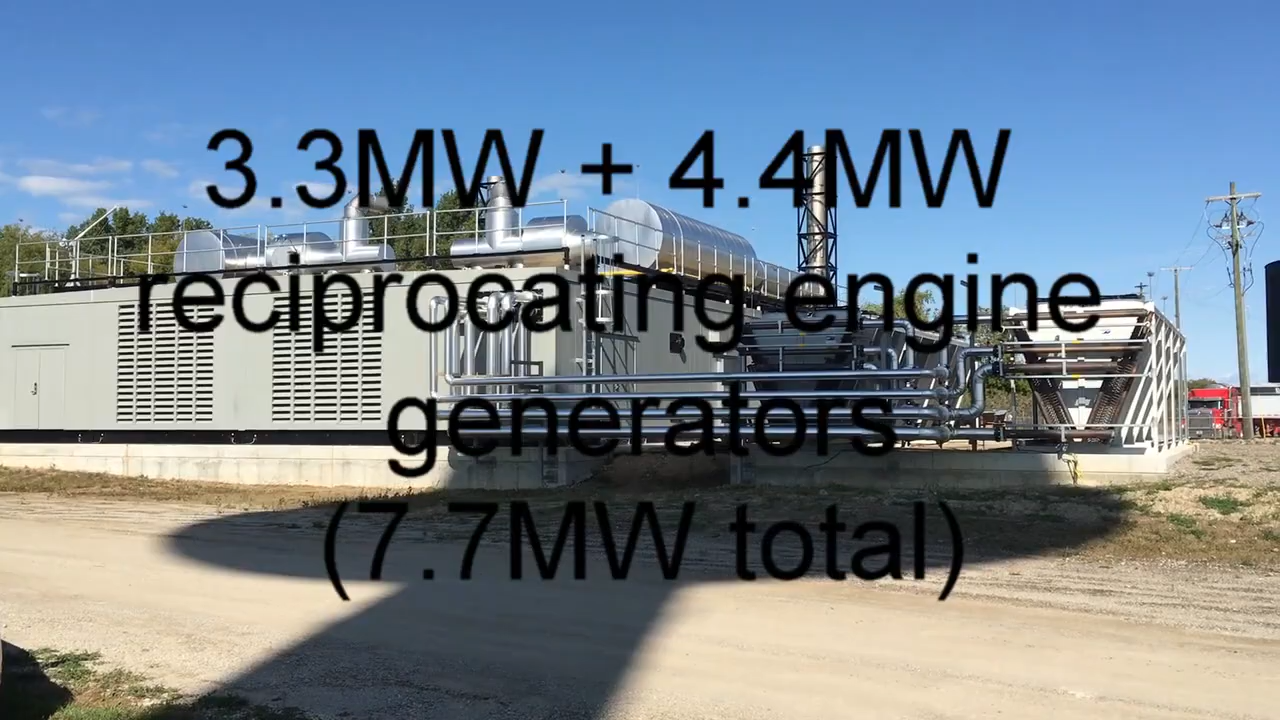 3.3MW + 4.4MW
reciprocating engine
generators
(7.7MW total)